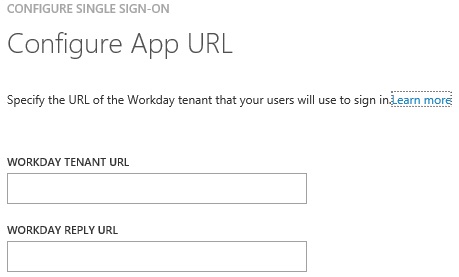 CONFIGURE SINGLE SIGN-ON
Configure App URL
Specify the URL of the Workday tenant that your users will use to sign in.Learn more
WORKDAY TENANT URL
WORKDAY REPLY URL